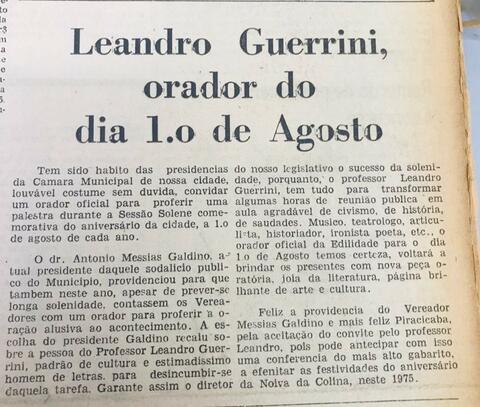 Leandro Guerrini,
orador do
dia 1.o de Agosto
Tem sido habito das presidencias
da Camara Municipal de nossa cidade,
louvável costume sem duvida, convidar
um orador oficial para proferir uma
palestra durante a Sessão Solene come-
morativa do aniversário da cidade, a 1.o
de agosto de cada ano.
O dr. Antonio Messias Galdino, a-
tual presidente daquele sodalicio publi-
co do Municipio, providenciou para que
tambem neste ano, apesar de prever-se
longa solenidade, contassem os Verea-
dores com um orador para proferir a o-
ração alusiva ao acontecimento. A es-
colha do presidente Galdino recaiu so-
bre a pessoa do Professor Leandro Guer-
rini, padrão de cultura e estimadissimo
homem de letras, para desincumbir-se
daquela tarefa. Garante assim o diretor
do nosso legislativo o sucesso da soleni-
dade, porquanto, o professor Leandro
Guerrini, tem tudo para transformar
algumas horas de reunião publica em
aula agradável de civismo, de história,
de saudades. Musico, teatrologo, articu-
lista, historiador, ironista poeta, etc., o
orador oficial da Edilidade para o dia
1.o de Agosto temos certeza, voltará a
brindar os presentes com nova peça o-
ratória, joia da literatura, página bri-
lhante de arte e cultura.
Feliz a providencia do Vereador
Messias Galdino e mais feliz Piracicaba,
pela aceitação do convite pelo professor
Leandro, pois pode antecipar com isso
uma conferencia do mais alto gabarito,
a efenitar as festividades do aniversário
da Noiva da Colina, neste 1975.